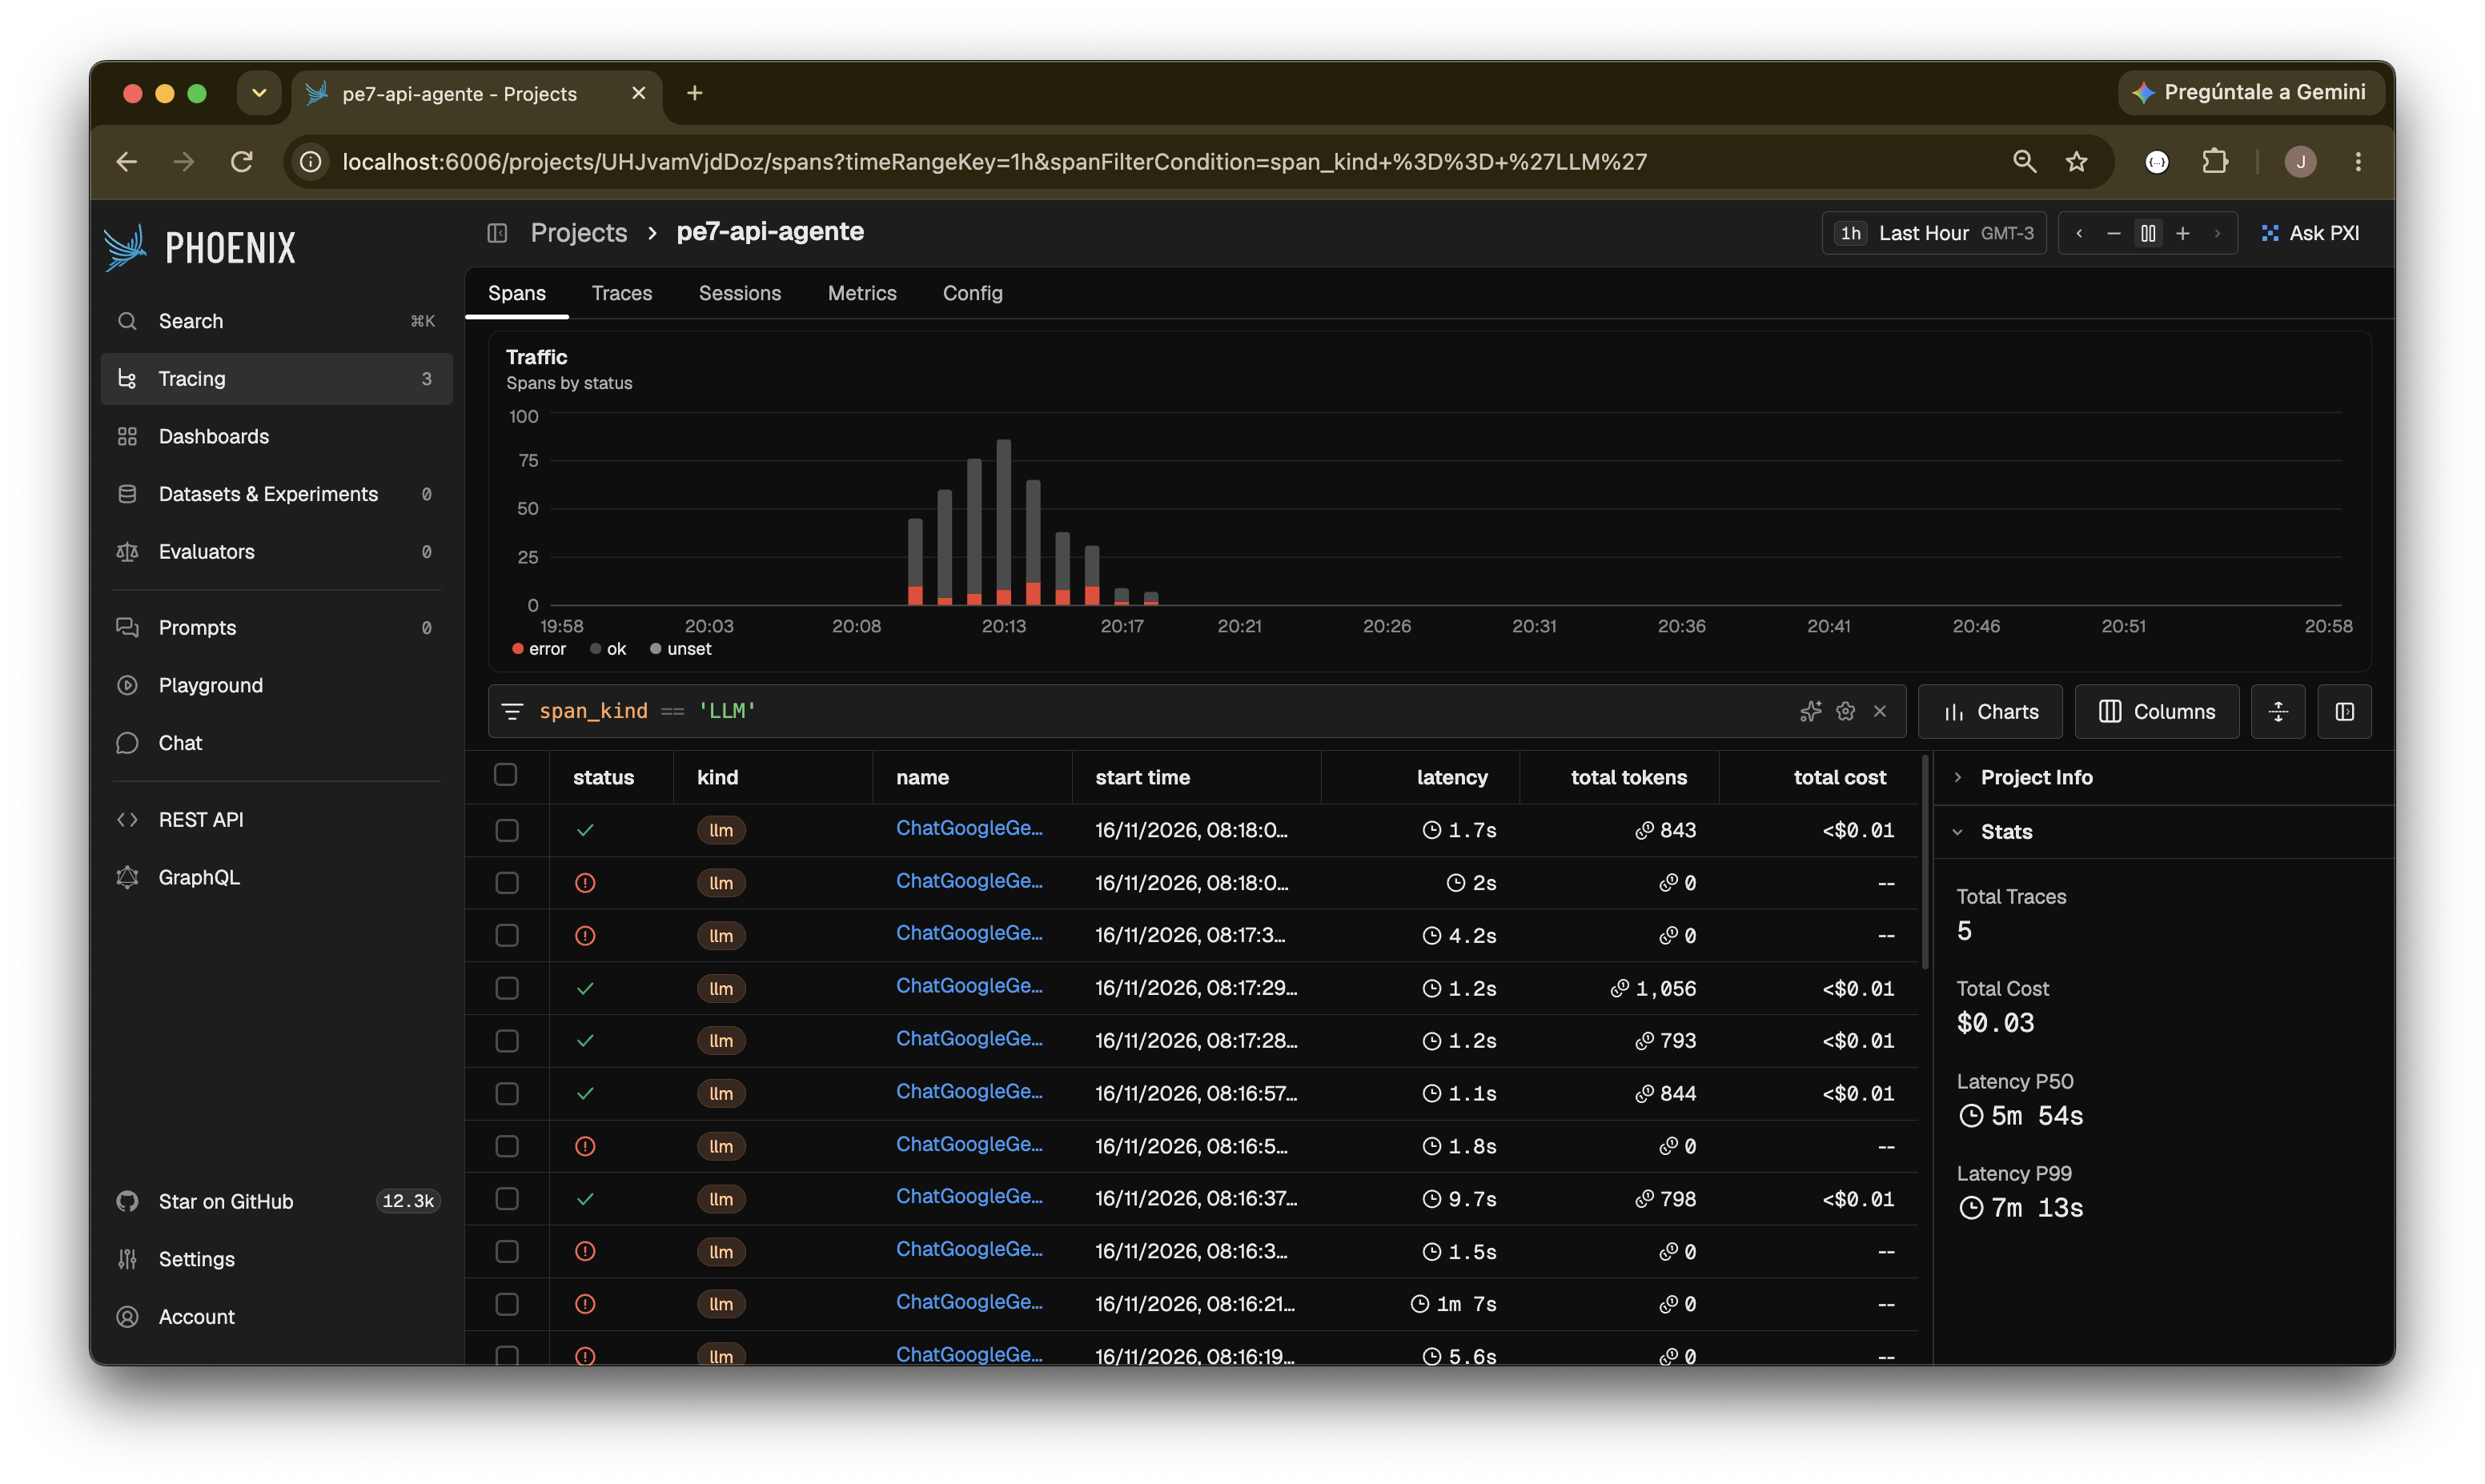 pe7-api-agente - Projects
Pregúntale a Gemini
localhost:6006/projects/UHJvamVjdDoz/spans?timeRangeKey=1h&spanFilterCondition=span_kind+%3D%3D+%27LLM%27
J
PHOENIX
Search ⌘K
Tracing 3
Dashboards
Datasets & Experiments 0
Evaluators 0
Prompts 0
Playground
Chat
REST API
GraphQL
Star on GitHub 12.3k
Settings
Account
Projects > pe7-api-agente
1h Last Hour GMT-3
Ask PXI
Spans Traces Sessions Metrics Config
Traffic
Spans by status
100
75
50
25
0
19:58 20:03 20:08 20:13 20:17 20:21 20:26 20:31 20:36 20:41 20:46 20:51 20:58
error ok unset
span_kind == 'LLM'
Charts
Columns
status kind name start time latency total tokens total cost
llm ChatGoogleGe... 16/11/2026, 08:18:0... 1.7s 843 <$0.01
llm ChatGoogleGe... 16/11/2026, 08:18:0... 2s 0 --
llm ChatGoogleGe... 16/11/2026, 08:17:3... 4.2s 0 --
llm ChatGoogleGe... 16/11/2026, 08:17:29... 1.2s 1,056 <$0.01
llm ChatGoogleGe... 16/11/2026, 08:17:28... 1.2s 793 <$0.01
llm ChatGoogleGe... 16/11/2026, 08:16:57... 1.1s 844 <$0.01
llm ChatGoogleGe... 16/11/2026, 08:16:5... 1.8s 0 --
llm ChatGoogleGe... 16/11/2026, 08:16:37... 9.7s 798 <$0.01
llm ChatGoogleGe... 16/11/2026, 08:16:3... 1.5s 0 --
llm ChatGoogleGe... 16/11/2026, 08:16:21... 1m 7s 0 --
llm ChatGoogleGe... 16/11/2026, 08:16:19... 5.6s 0 --
Project Info
Stats
Total Traces
5
Total Cost
$0.03
Latency P50
5m 54s
Latency P99
7m 13s